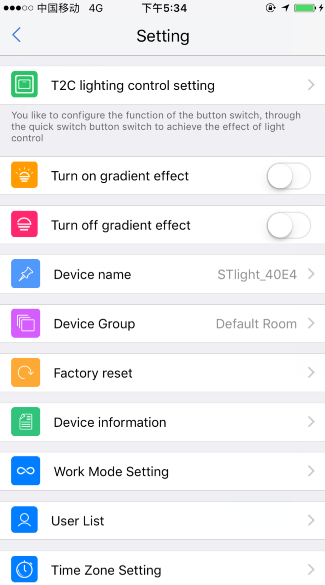 中国移动 4G 下午5:34
Setting
T2C lighting control setting
You like to configure the function of the button switch, through
the quick switch button switch to achieve the effect of light
control
Turn on gradient effect
Turn off gradient effect
Device name STlight_40E4
Device Group Default Room
Factory reset
Device information
Work Mode Setting
User List
Time Zone Setting